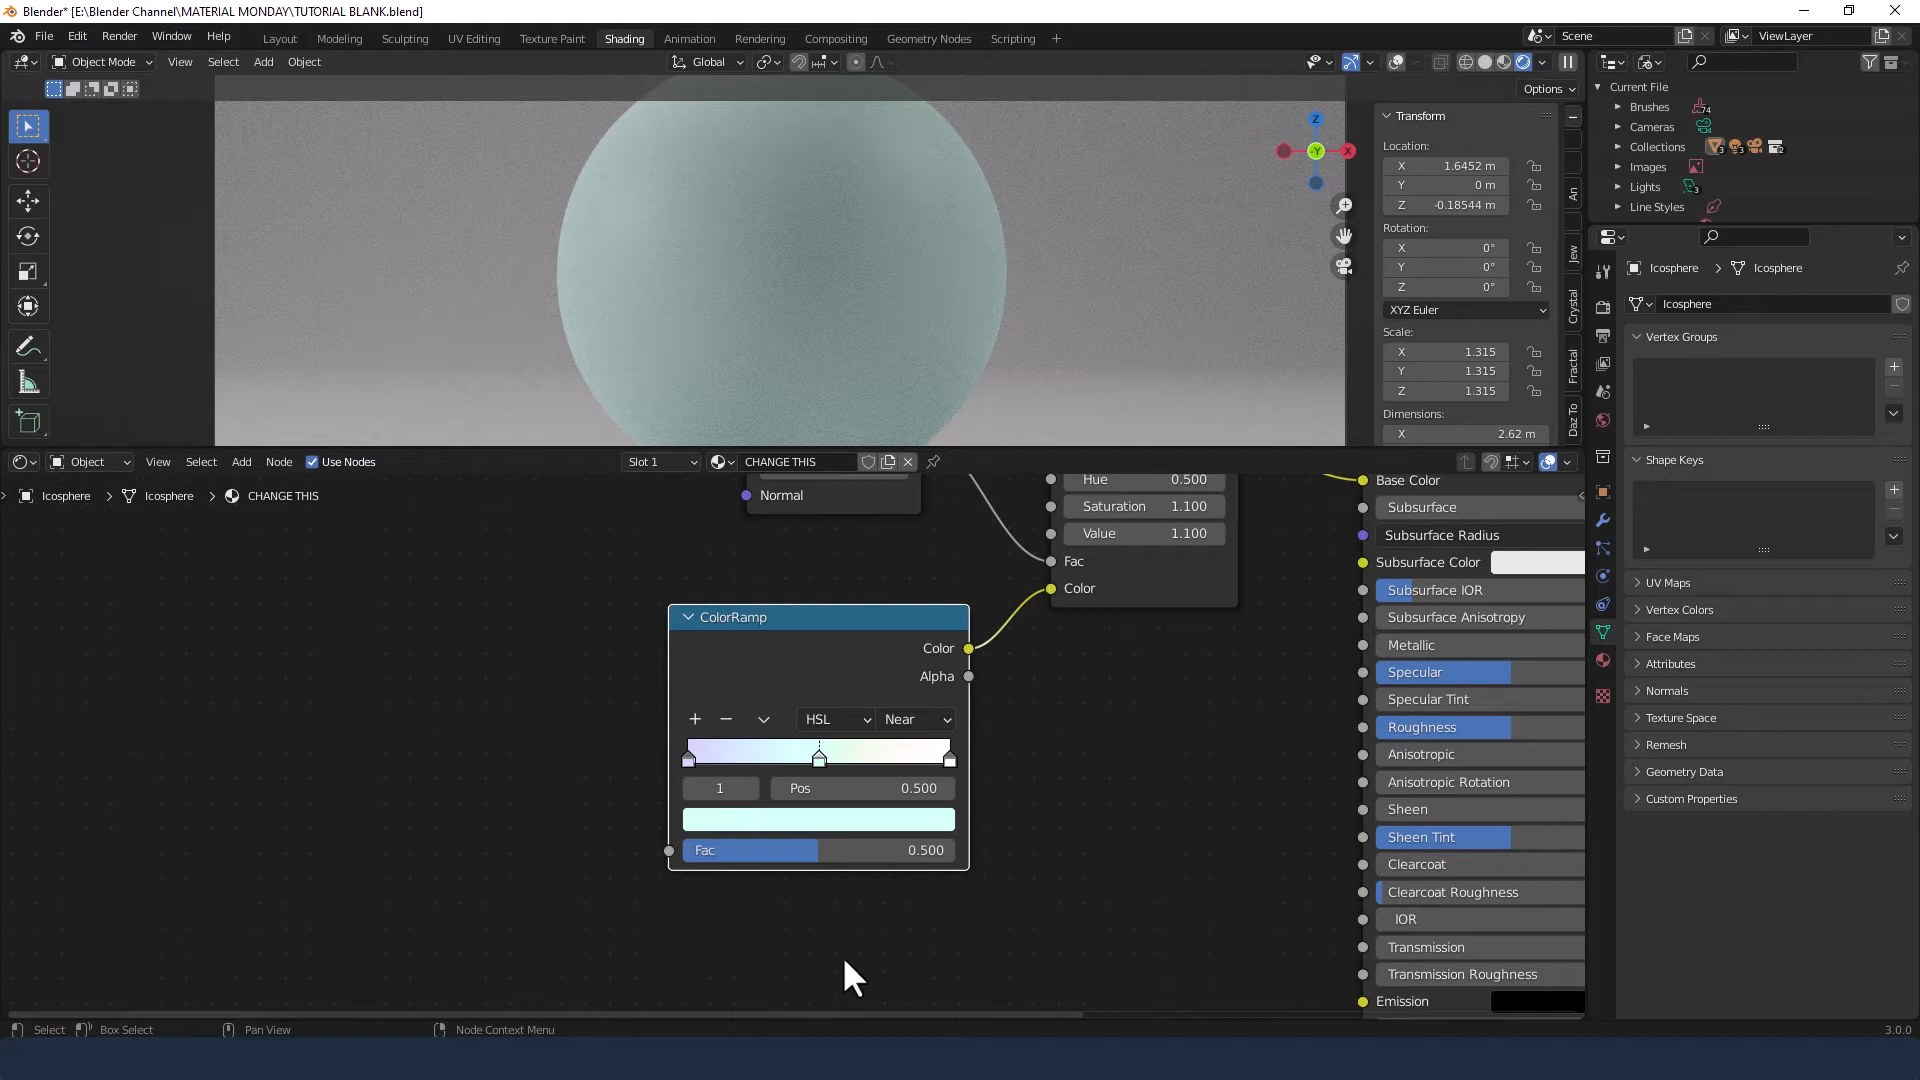 Blender* [E:\Blender Channel\MATERIAL MONDAY\TUTORIAL BLANK.blend]
File Edit Render Window Help Layout Modeling Sculpting UV Editing Texture Paint Shading Animation Rendering Compositing Geometry Nodes Scripting + Scene ViewLayer
Object Mode View Select Add Object Global
Options
Transform
Location:
X 1.6452 m
Y 0 m
Z -0.18544 m
Rotation:
X 0°
Y 0°
Z 0°
XYZ Euler
Scale:
X 1.315
Y 1.315
Z 1.315
Dimensions:
X 2.62 m
Z
-Y
X
An
Jew
Crystal
Fractal
Daz To
Current File
Brushes 74
Cameras
Collections 3 3 2
Images
Lights 3
Line Styles
Icosphere > Icosphere
Icosphere
Vertex Groups
Shape Keys
UV Maps
Vertex Colors
Face Maps
Attributes
Normals
Texture Space
Remesh
Geometry Data
Custom Properties
Object View Select Add Node Use Nodes Slot 1 CHANGE THIS
Icosphere > Icosphere > CHANGE THIS
Normal
Hue 0.500
Saturation 1.100
Value 1.100
Fac
Color
ColorRamp
Color
Alpha
+ − HSL Near
1 Pos 0.500
Fac 0.500
Base Color
Subsurface
Subsurface Radius
Subsurface Color
Subsurface IOR
Subsurface Anisotropy
Metallic
Specular
Specular Tint
Roughness
Anisotropic
Anisotropic Rotation
Sheen
Sheen Tint
Clearcoat
Clearcoat Roughness
IOR
Transmission
Transmission Roughness
Emission
Select Box Select Pan View Node Context Menu 3.0.0